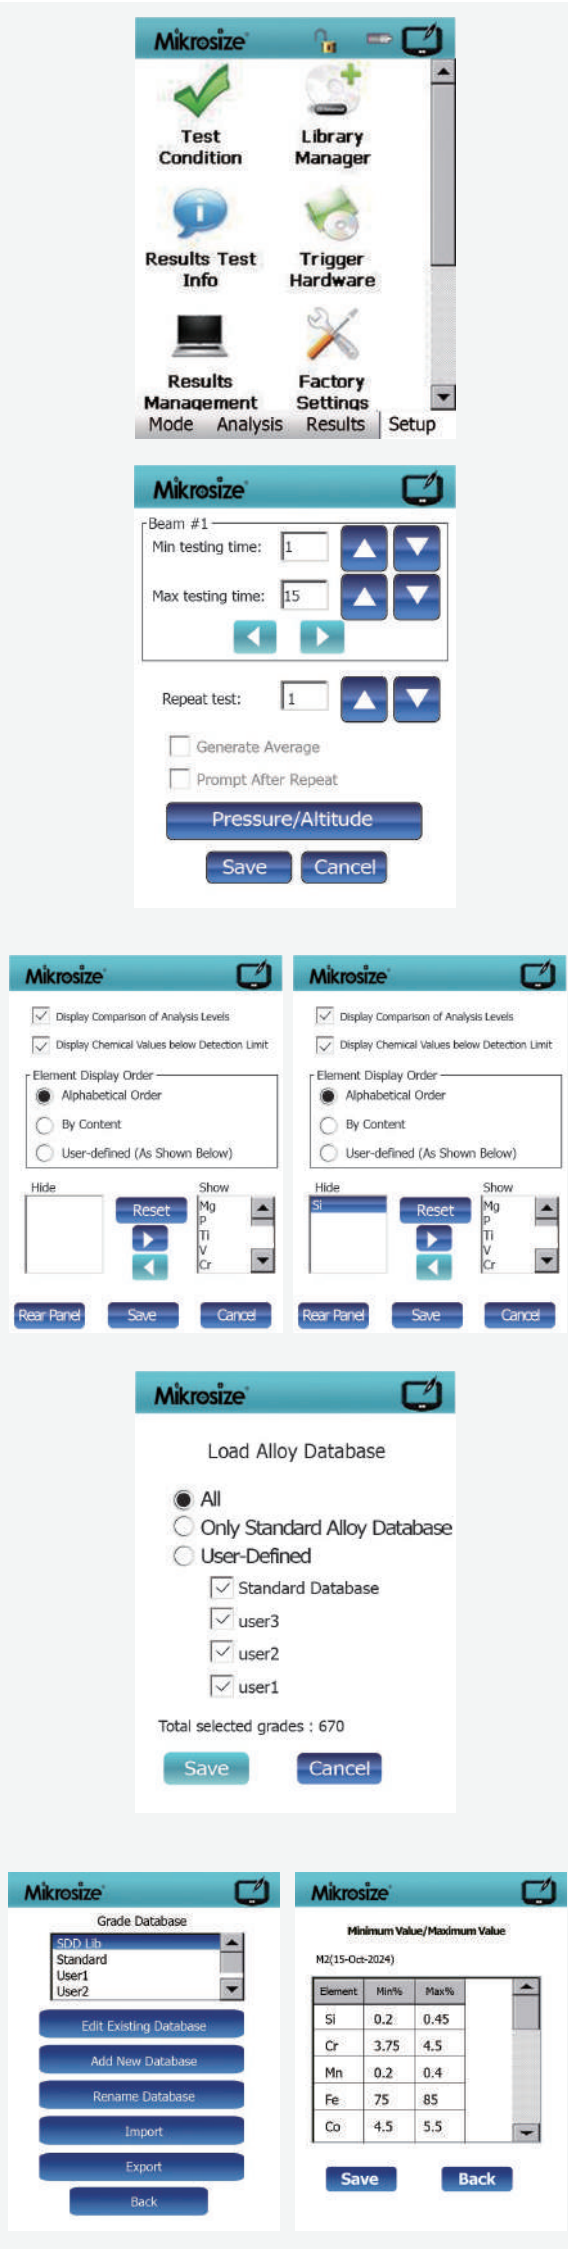 Mikrosize
Test Condition
Library Manager
Results Test Info
Trigger Hardware
Results Management
Factory Settings
Mode Analysis Results Setup
Mikrosize
Beam #1
Min testing time: 1
Max testing time: 15
Repeat test: 1
Generate Average
Prompt After Repeat
Pressure/Altitude
Save Cancel
Mikrosize
Display Comparison of Analysis Levels
Display Chemical Values below Detection Limit
Element Display Order
Alphabetical Order
By Content
User-defined (As Shown Below)
Hide Show
Reset
Mg
P
Ti
V
Cr
Rear Panel Save Cancel
Mikrosize
Display Comparison of Analysis Levels
Display Chemical Values below Detection Limit
Element Display Order
Alphabetical Order
By Content
User-defined (As Shown Below)
Hide Show
Si
Reset
Mg
P
Ti
V
Cr
Rear Panel Save Cancel
Mikrosize
Load Alloy Database
All
Only Standard Alloy Database
User-Defined
Standard Database
user3
user2
user1
Total selected grades : 670
Save Cancel
Mikrosize
Grade Database
SDD Lib
Standard
User1
User2
Edit Existing Database
Add New Database
Rename Database
Import
Export
Back
Mikrosize
Minimum Value/Maximum Value
M2(15-Oct-2024)
Element Min% Max%
Si 0.2 0.45
Cr 3.75 4.5
Mn 0.2 0.4
Fe 75 85
Co 4.5 5.5
Save Back